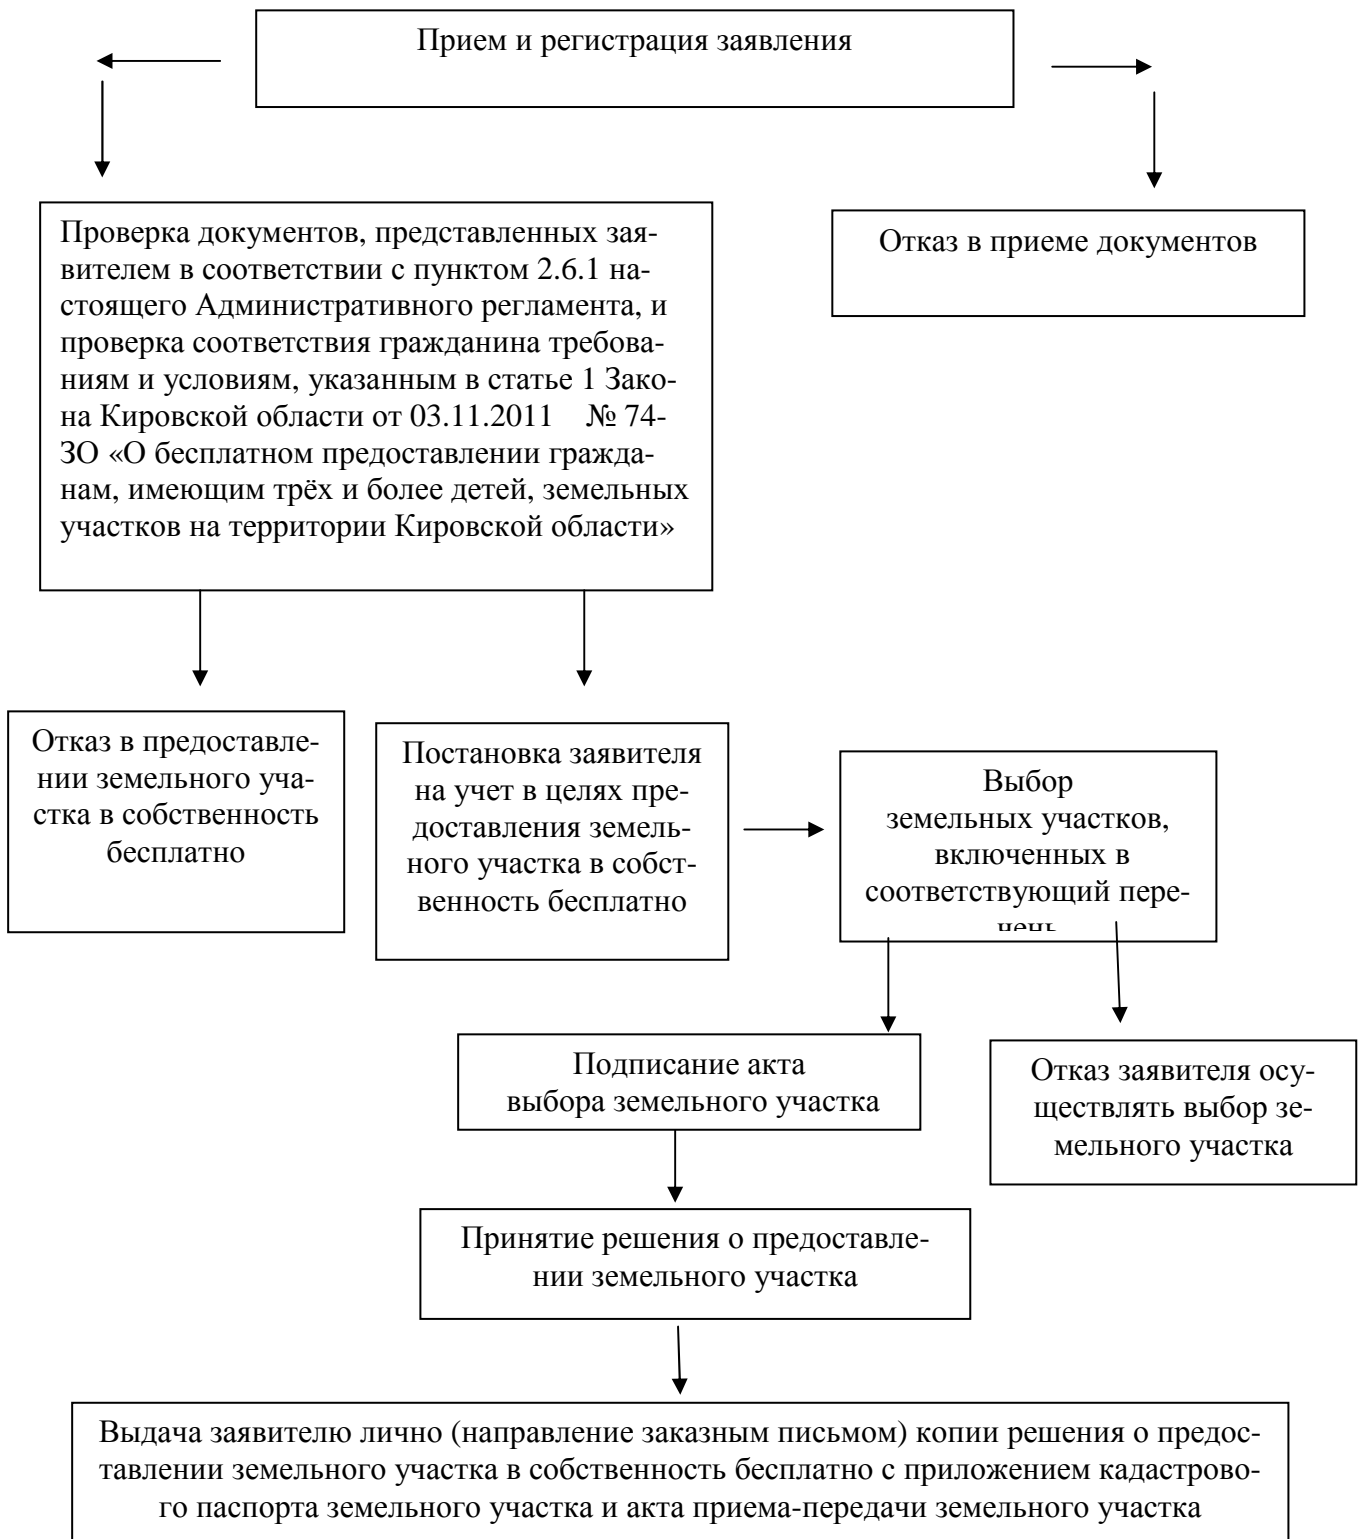 Прием и регистрация заявления
Проверка документов, представленных зая-
вителем в соответствии с пунктом 2.6.1 на-
стоящего Административного регламента, и
проверка соответствия гражданина требова-
ниям и условиям, указанным в статье 1 Зако-
на Кировской области от 03.11.2011 № 74-
ЗО «О бесплатном предоставлении гражда-
нам, имеющим трёх и более детей, земельных
участков на территории Кировской области»
Отказ в приеме документов
Отказ в предоставле-
нии земельного уча-
стка в собственность
бесплатно
Постановка заявителя
на учет в целях пре-
доставления земель-
ного участка в собст-
венность бесплатно
Выбор
земельных участков,
включенных в
соответствующий пере-
чень
Подписание акта
выбора земельного участка
Отказ заявителя осу-
ществлять выбор зе-
мельного участка
Принятие решения о предоставле-
нии земельного участка
Выдача заявителю лично (направление заказным письмом) копии решения о предос-
тавлении земельного участка в собственность бесплатно с приложением кадастрово-
го паспорта земельного участка и акта приема-передачи земельного участка